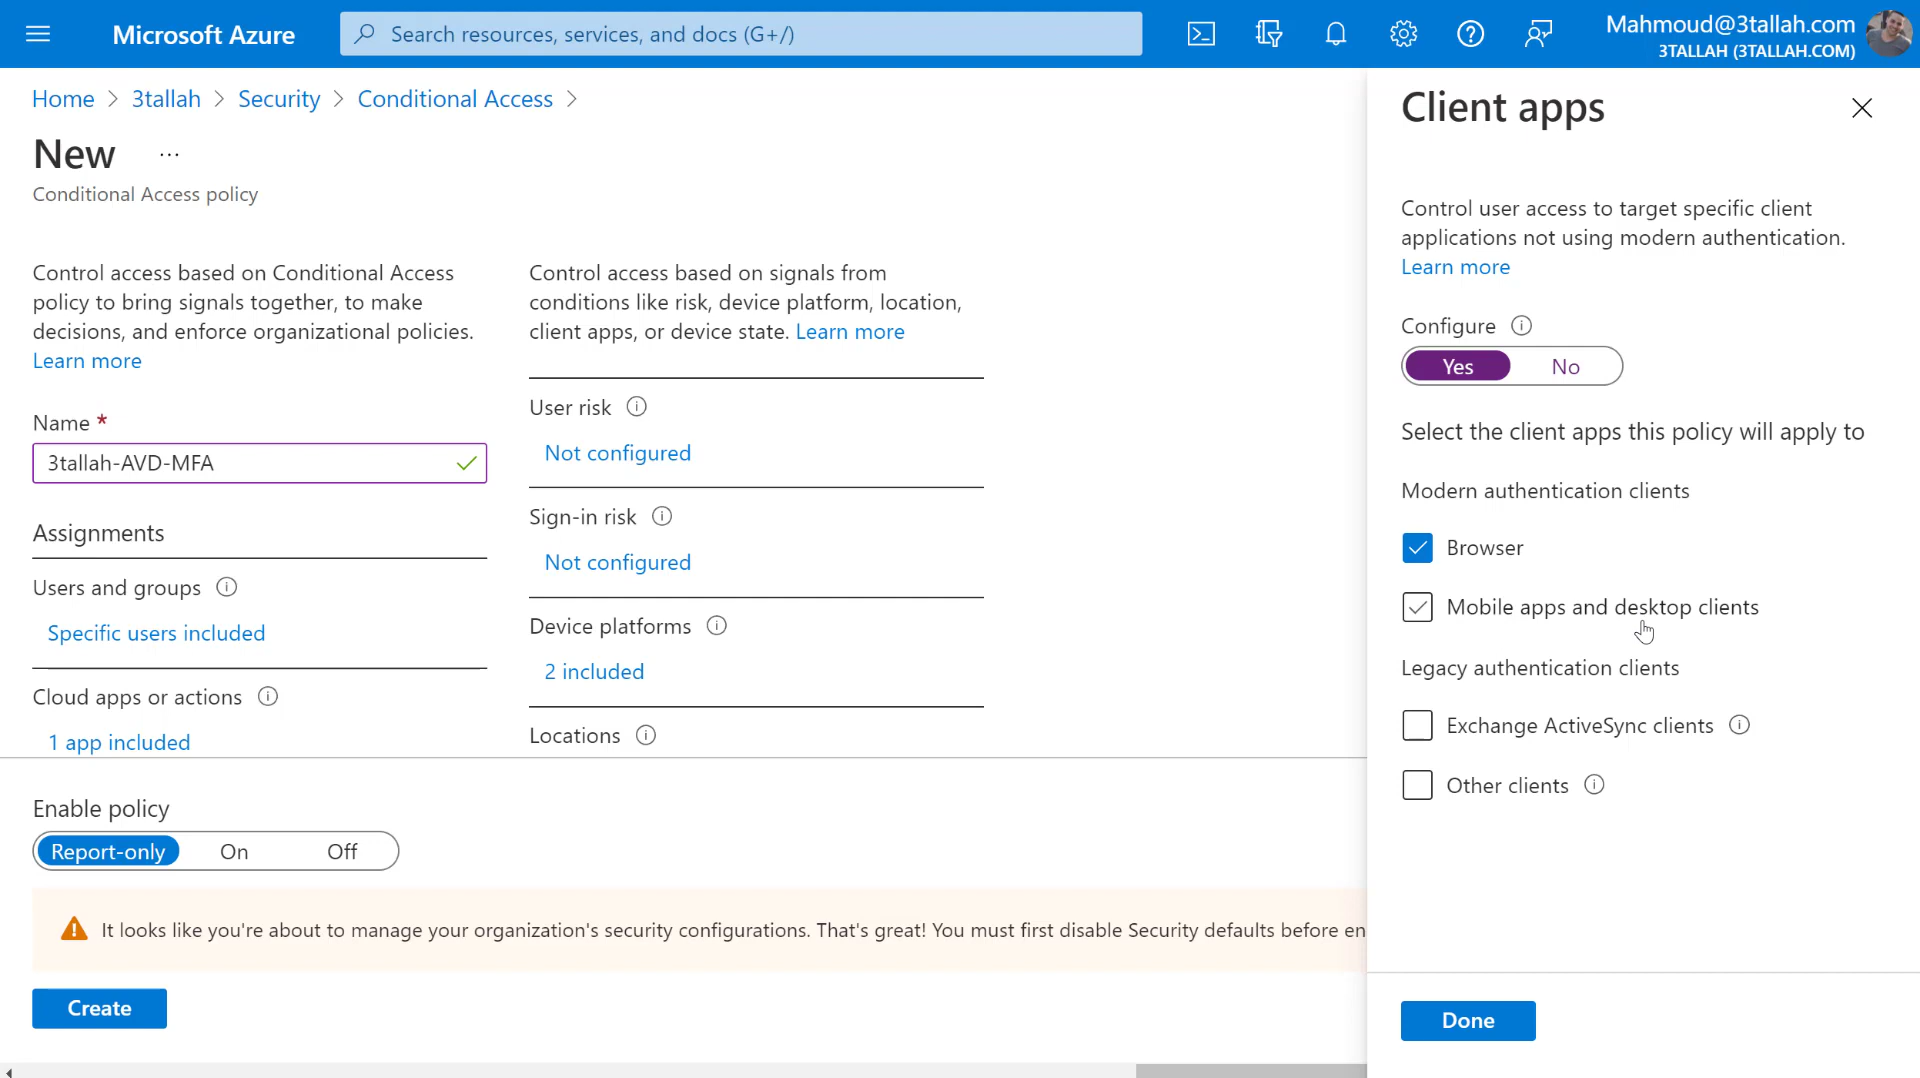 Microsoft Azure
Search resources, services, and docs (G+/)
Mahmoud@3tallah.com
3TALLAH (3TALLAH.COM)
Home > 3tallah > Security > Conditional Access >
New ...
Conditional Access policy
Control access based on Conditional Access
policy to bring signals together, to make
decisions, and enforce organizational policies.
Learn more
Name *
3tallah-AVD-MFA
Assignments
Users and groups
Specific users included
Cloud apps or actions
1 app included
Control access based on signals from
conditions like risk, device platform, location,
client apps, or device state. Learn more
User risk
Not configured
Sign-in risk
Not configured
Device platforms
2 included
Locations
Enable policy
Report-only On Off
It looks like you're about to manage your organization's security configurations. That's great! You must first disable Security defaults before en
Create
Client apps
Control user access to target specific client
applications not using modern authentication.
Learn more
Configure
Yes No
Select the client apps this policy will apply to
Modern authentication clients
Browser
Mobile apps and desktop clients
Legacy authentication clients
Exchange ActiveSync clients
Other clients
Done